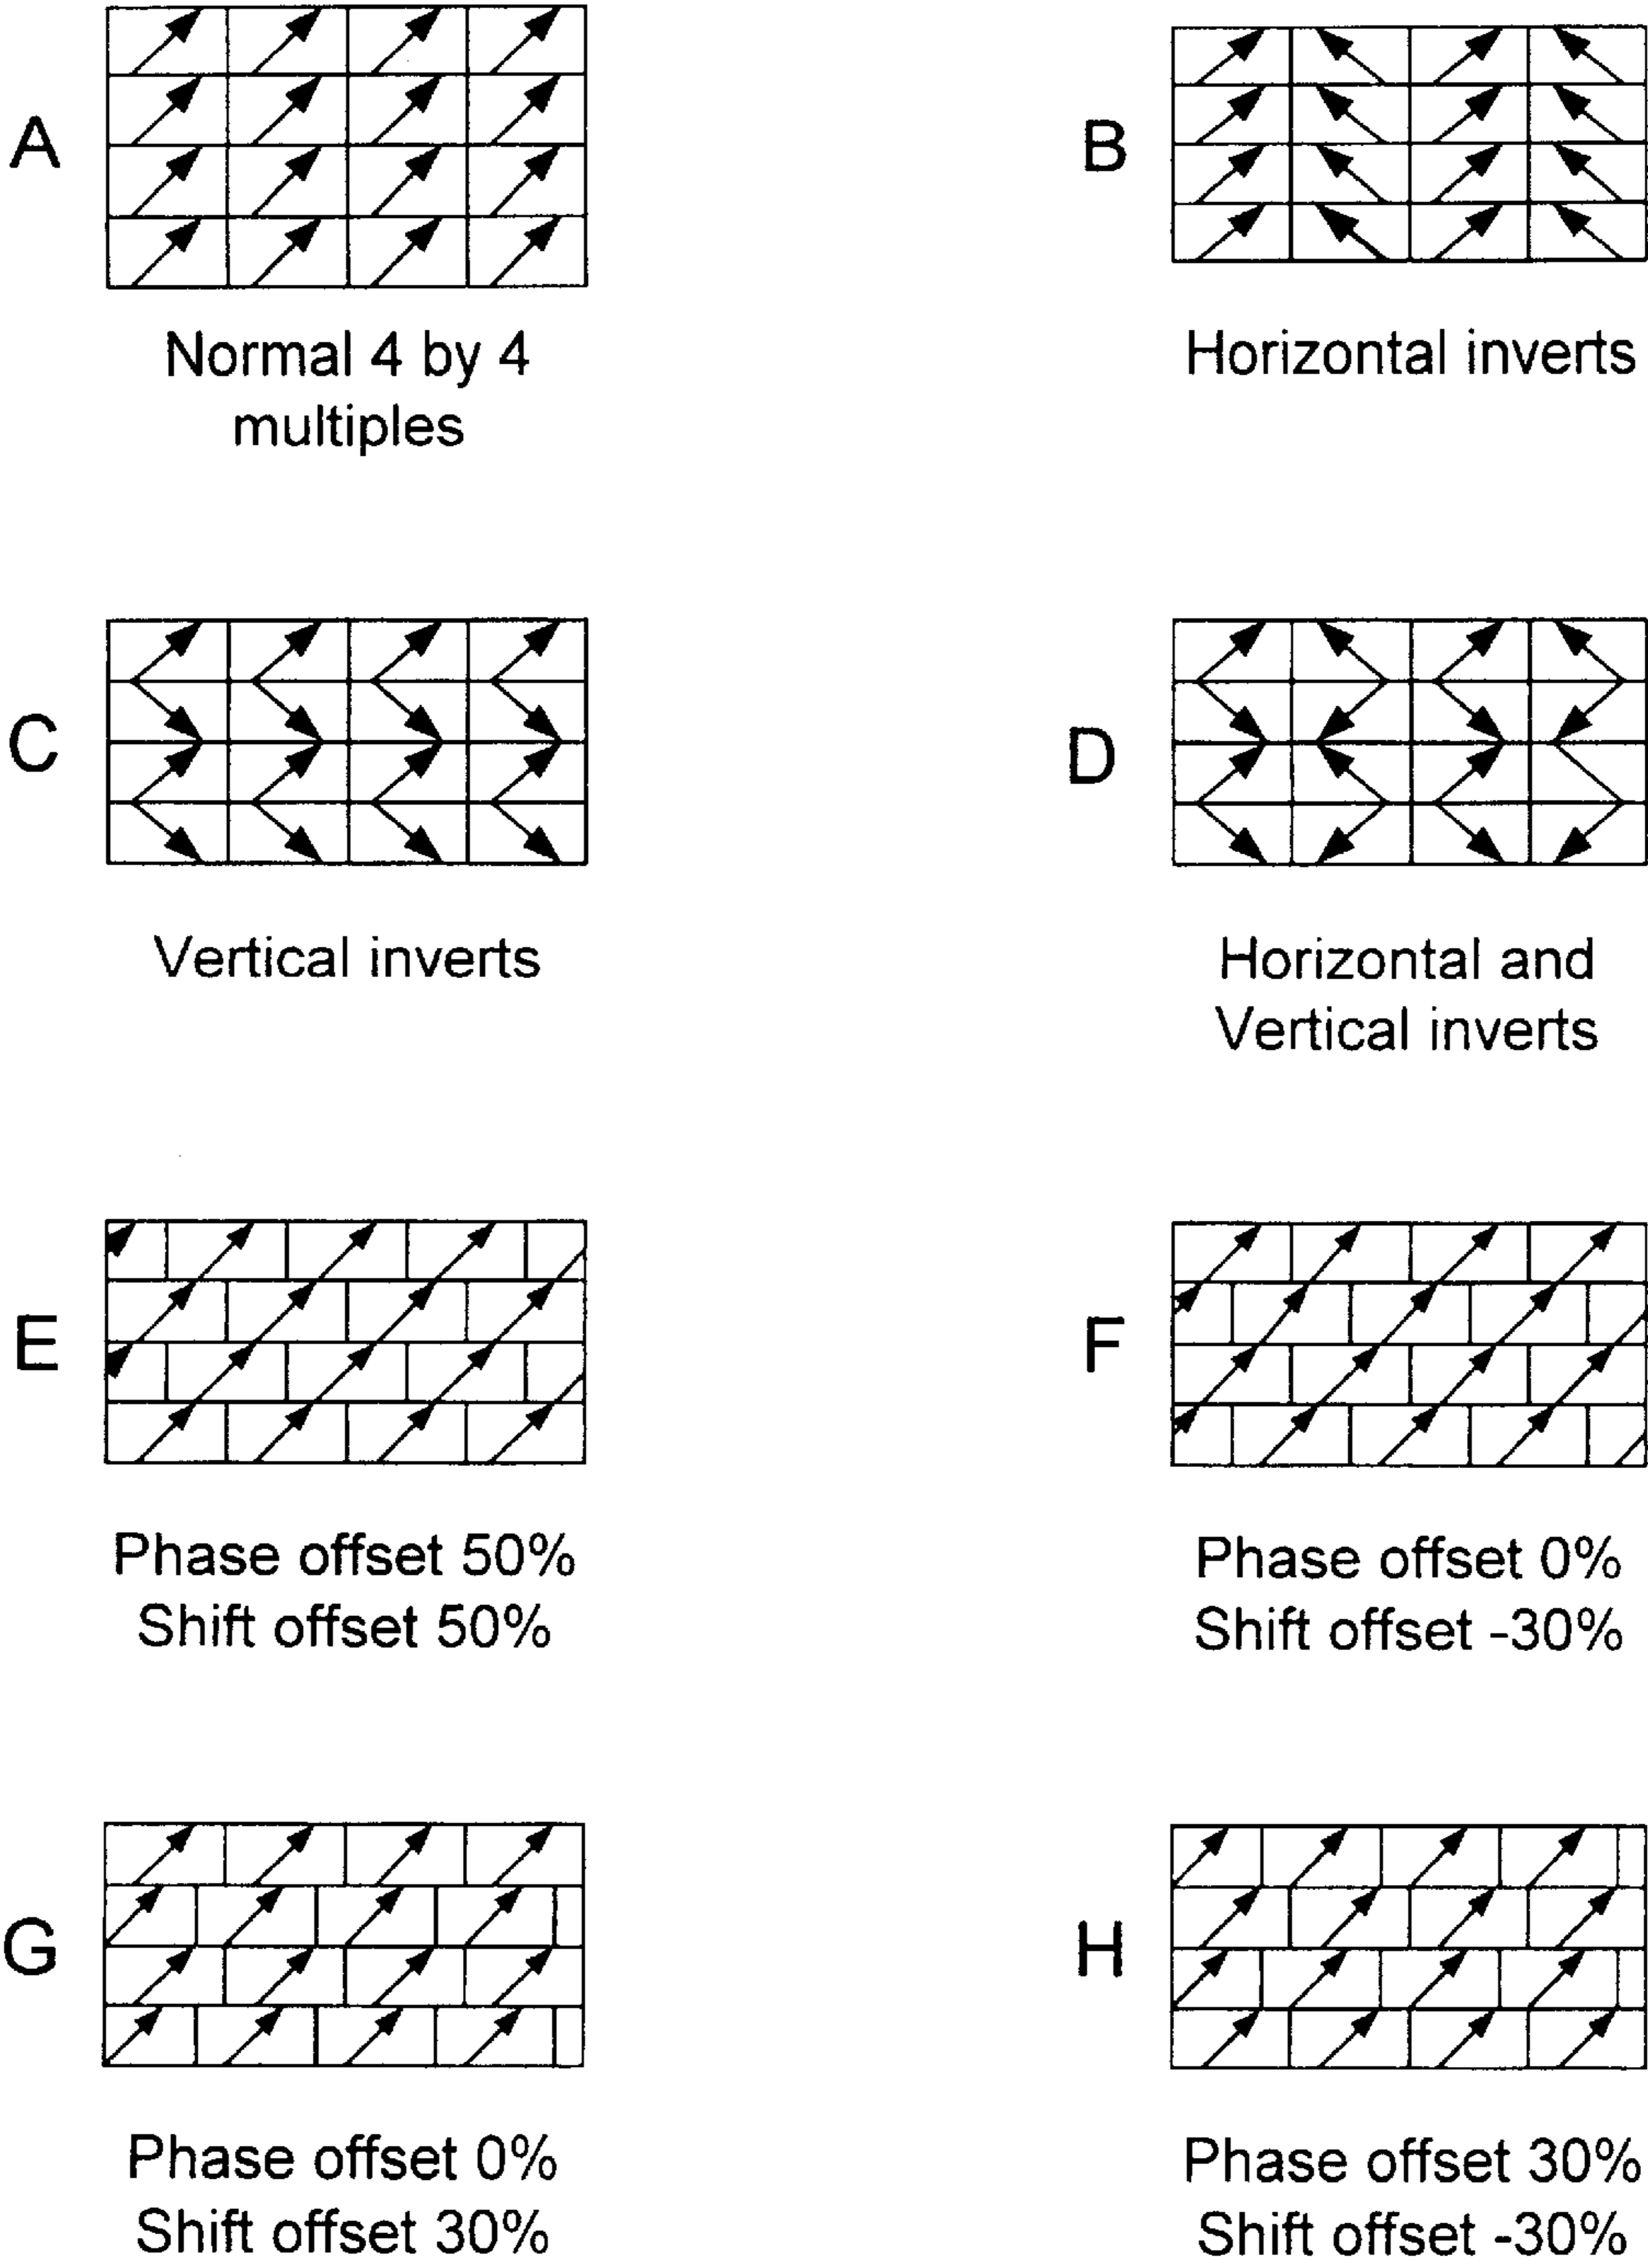 A
B
Normal 4 by 4
multiples
Horizontal inverts
C
D
Vertical inverts
Horizontal and
Vertical inverts
E
F
Phase offset 50%
Shift offset 50%
Phase offset 0%
Shift offset -30%
G
H
Phase offset 0%
Shift offset 30%
Phase offset 30%
Shift offset -30%